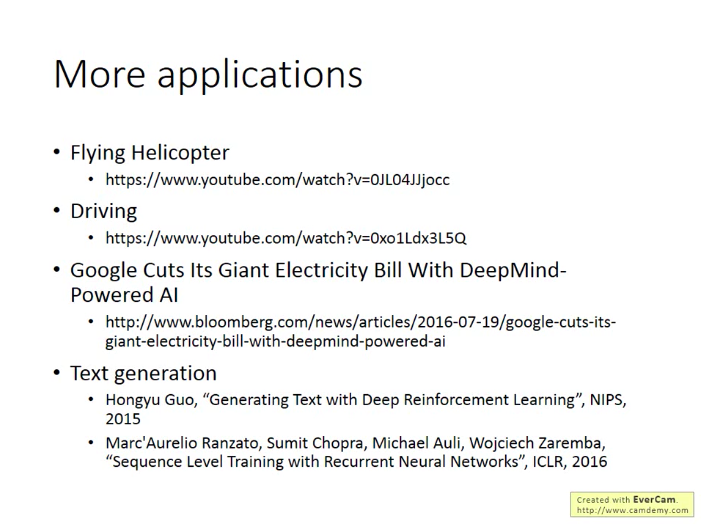 More applications
• Flying Helicopter
• https://www.youtube.com/watch?v=0JL04JJjocc
• Driving
• https://www.youtube.com/watch?v=0xo1Ldx3L5Q
• Google Cuts Its Giant Electricity Bill With DeepMind-
Powered AI
• http://www.bloomberg.com/news/articles/2016-07-19/google-cuts-its-
giant-electricity-bill-with-deepmind-powered-ai
• Text generation
• Hongyu Guo, “Generating Text with Deep Reinforcement Learning”, NIPS,
2015
• Marc'Aurelio Ranzato, Sumit Chopra, Michael Auli, Wojciech Zaremba,
“Sequence Level Training with Recurrent Neural Networks”, ICLR, 2016
Created with EverCam.
http://www.camdemy.com